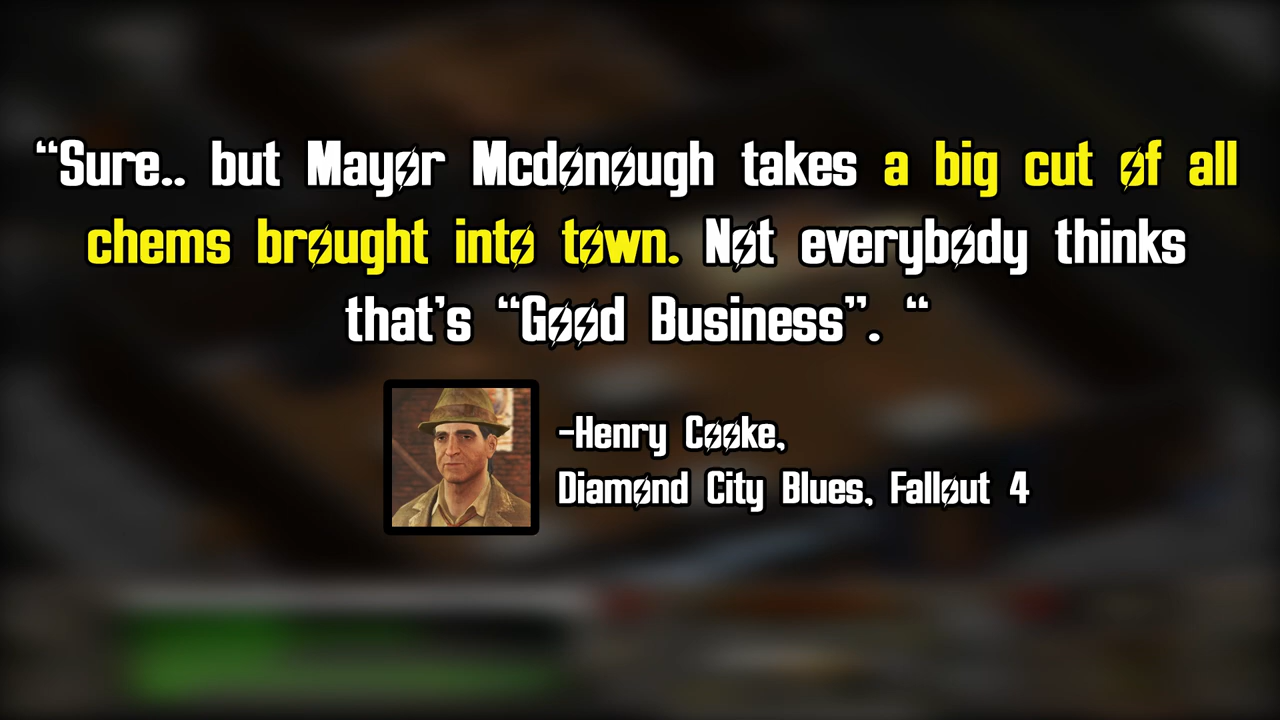 “Sure.. but Mayor Mcdonough takes a big cut of all
chems brought into town. Not everybody thinks
that’s “Good Business”. “
-Henry Cooke,
Diamond City Blues, Fallout 4